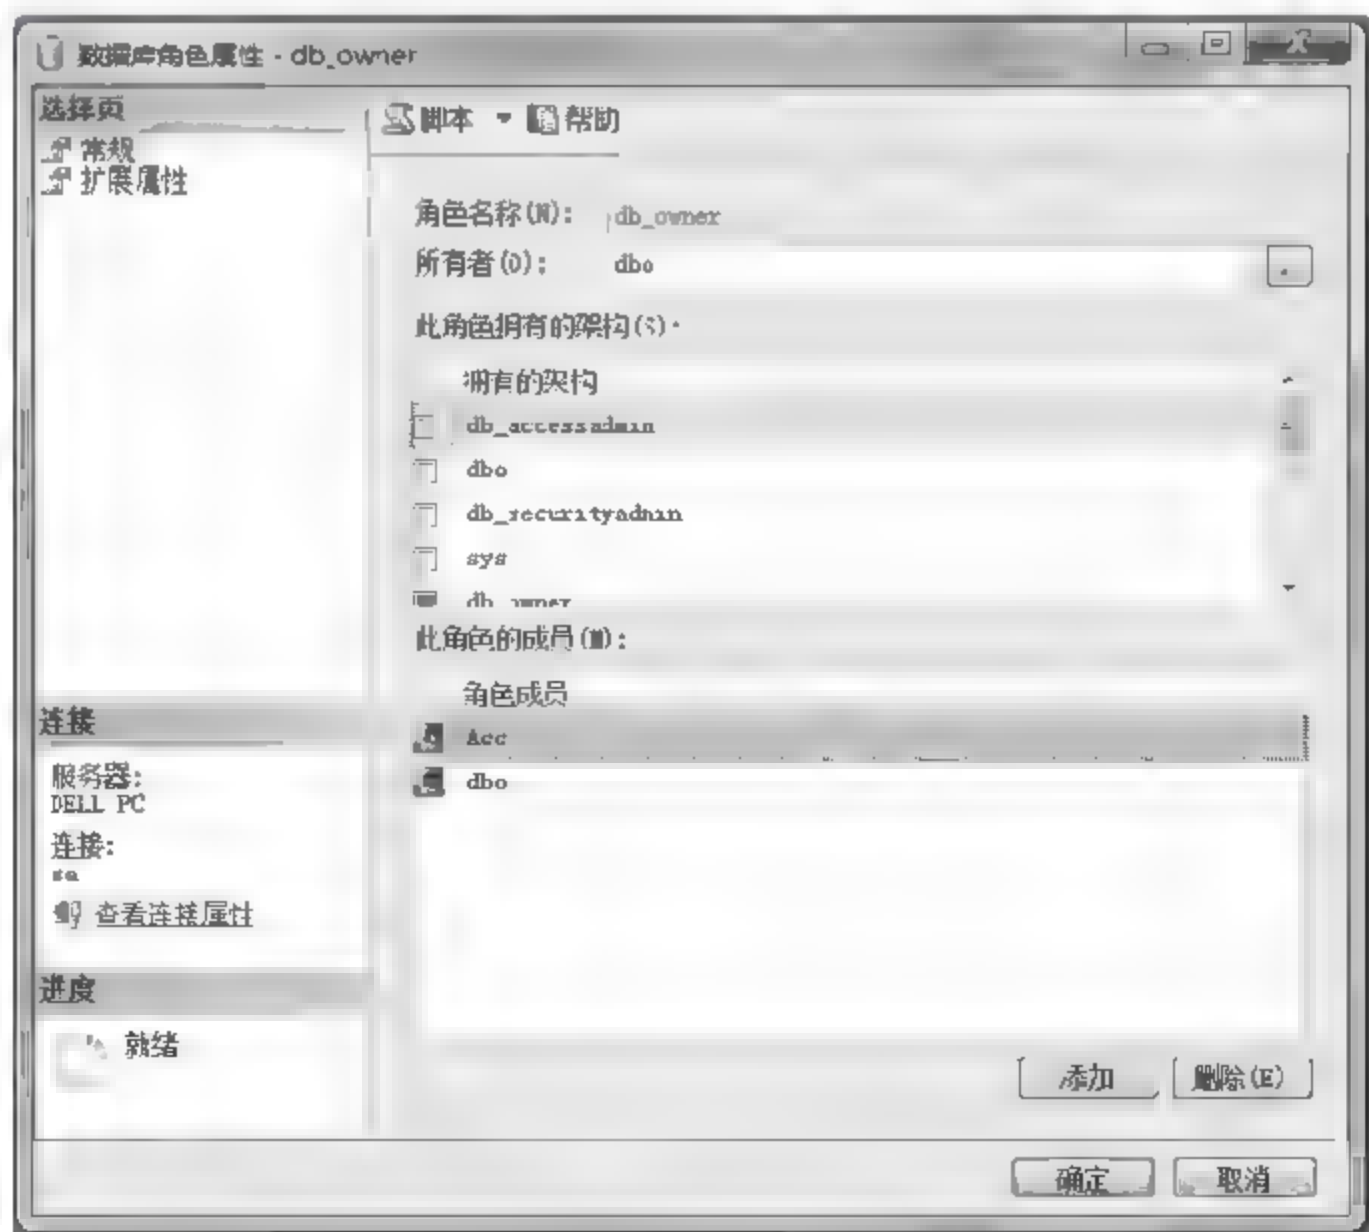 数据库角色属性 - db_owner
选择页
常规
扩展属性
脚本
帮助
角色名称(N):
db_owner
所有者(O):
dbo
此角色拥有的架构(S):
拥有的架构
db_accessadmin
dbo
db_securityadmin
sys
db_owner
此角色的成员(M):
角色成员
Acc
dbo
连接
服务器:
DELL PC
连接:
sa
查看连接属性
进度
就绪
添加
删除(E)
确定
取消